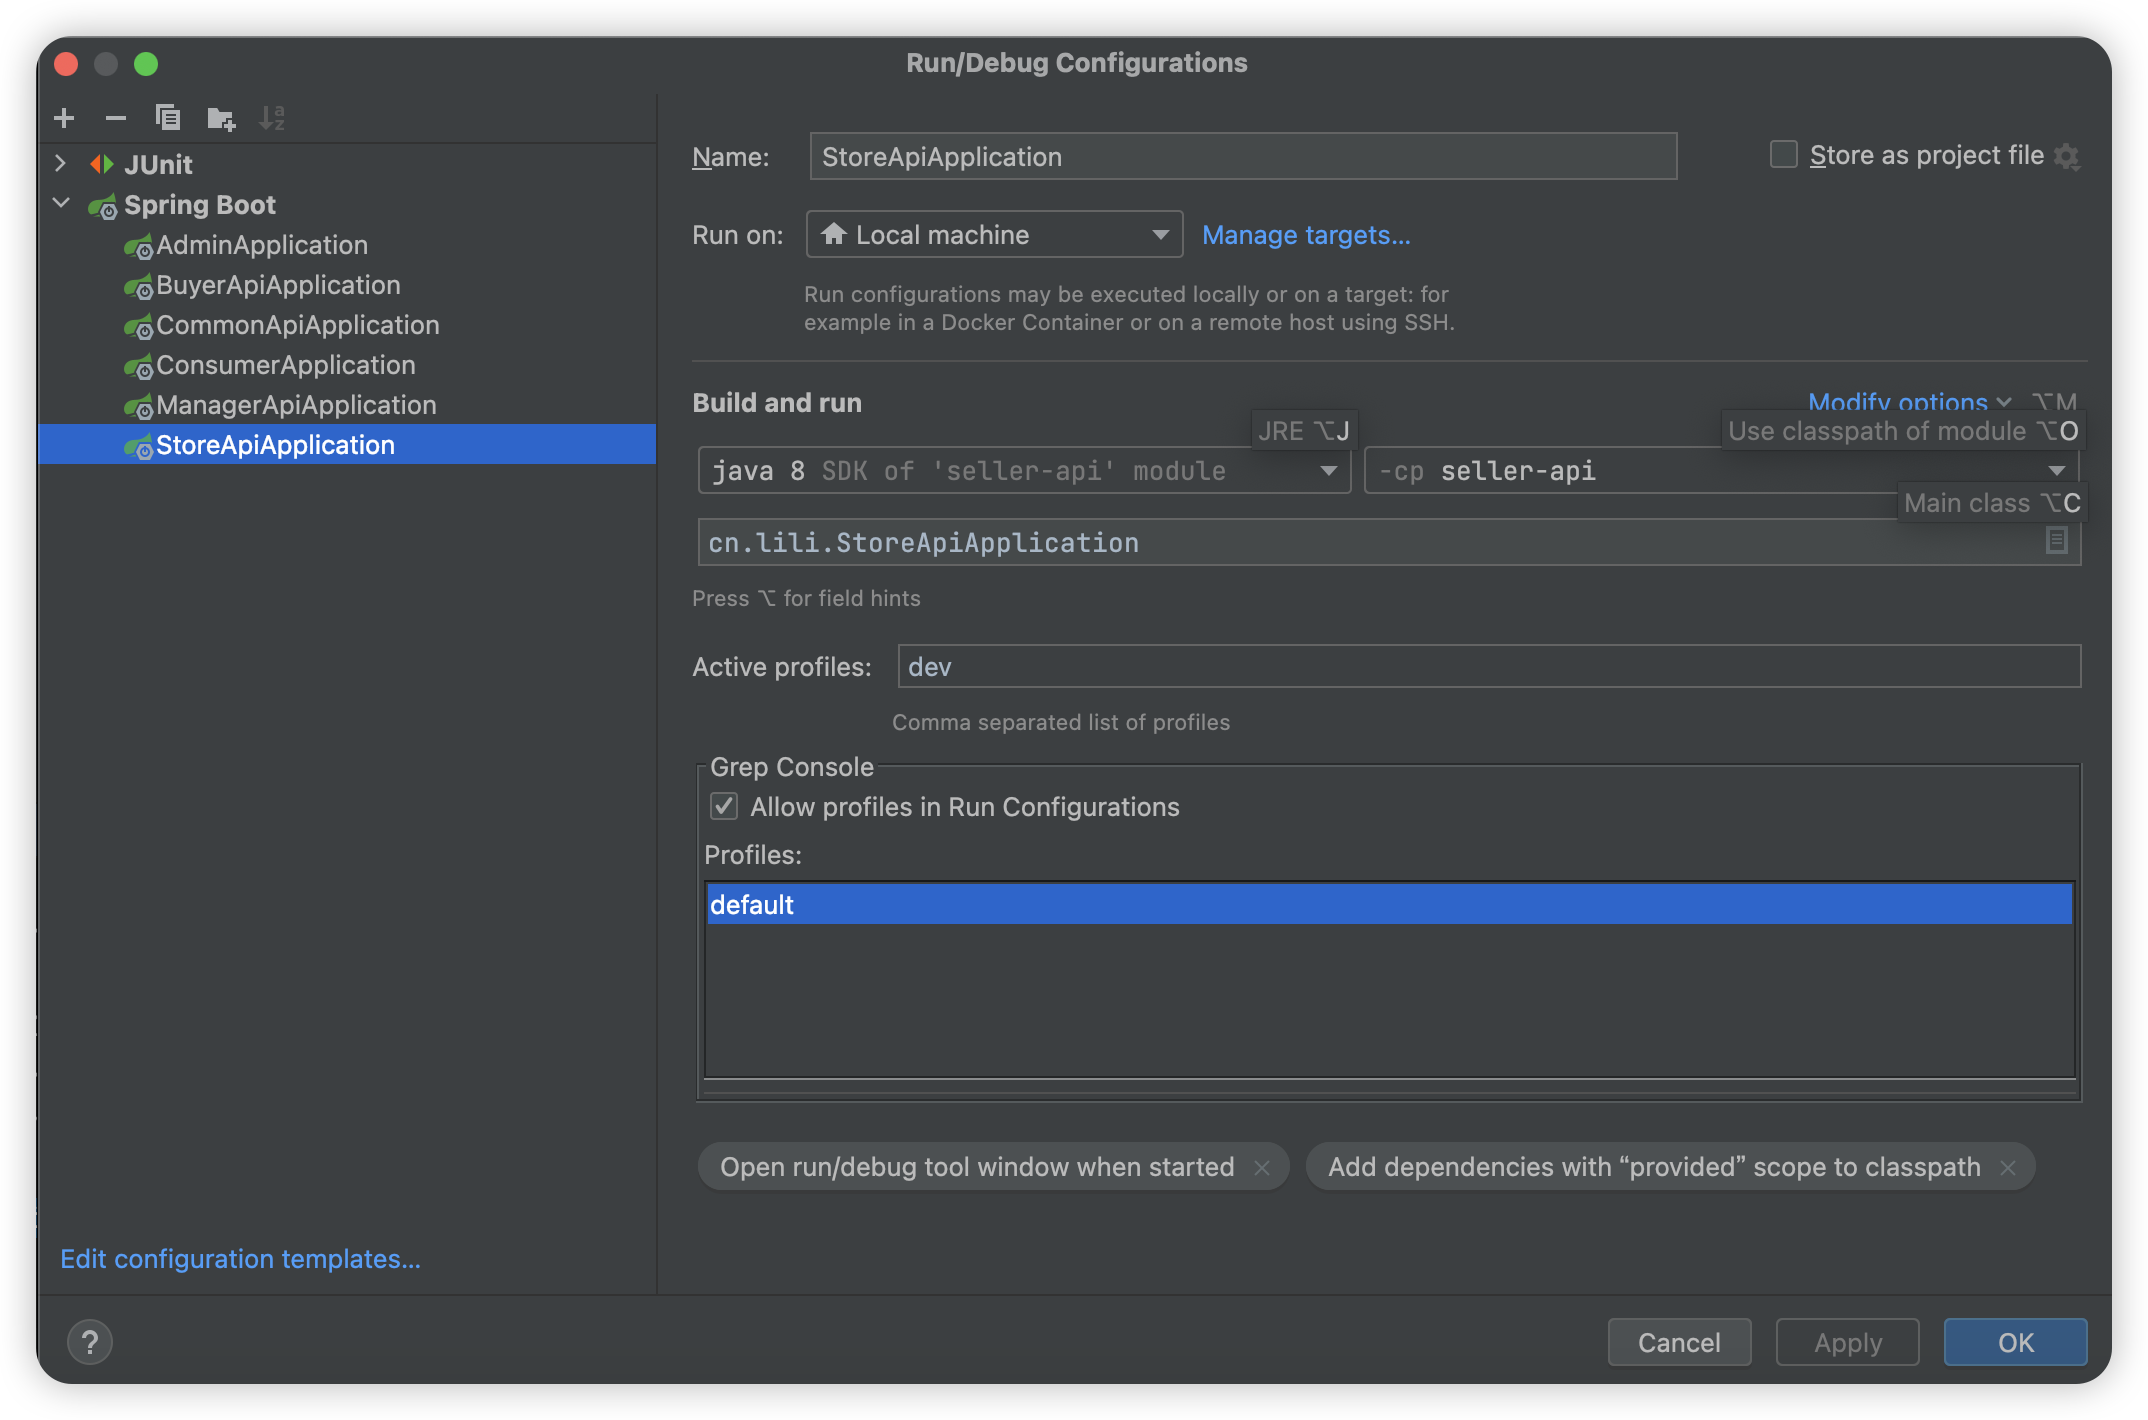 Run/Debug Configurations
JUnit
Spring Boot
AdminApplication
BuyerApiApplication
CommonApiApplication
ConsumerApplication
ManagerApiApplication
StoreApiApplication
Edit configuration templates...
Name: StoreApiApplication
Store as project file
Run on: Local machine Manage targets...
Run configurations may be executed locally or on a target: for
example in a Docker Container or on a remote host using SSH.
Build and run
Modify options ⌥M
JRE ⌥J
Use classpath of module ⌥O
java 8 SDK of 'seller-api' module
-cp seller-api
Main class ⌥C
cn.lili.StoreApiApplication
Press ⌥ for field hints
Active profiles: dev
Comma separated list of profiles
Grep Console
Allow profiles in Run Configurations
Profiles:
default
Open run/debug tool window when started ×
Add dependencies with “provided” scope to classpath ×
?
Cancel
Apply
OK